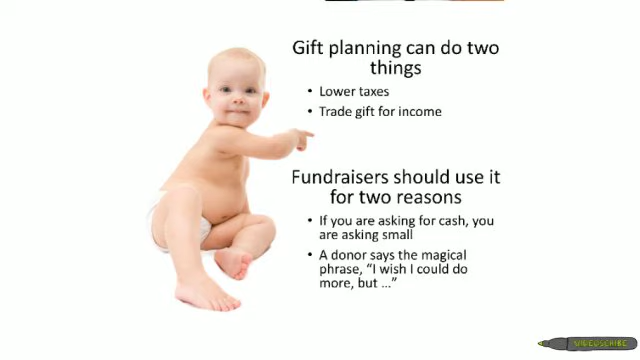 Gift planning can do two
things
• Lower taxes
• Trade gift for income
Fundraisers should use it
for two reasons
• If you are asking for cash, you
are asking small
• A donor says the magical
phrase, “I wish I could do
more, but …”
VIDEOSCRIBE